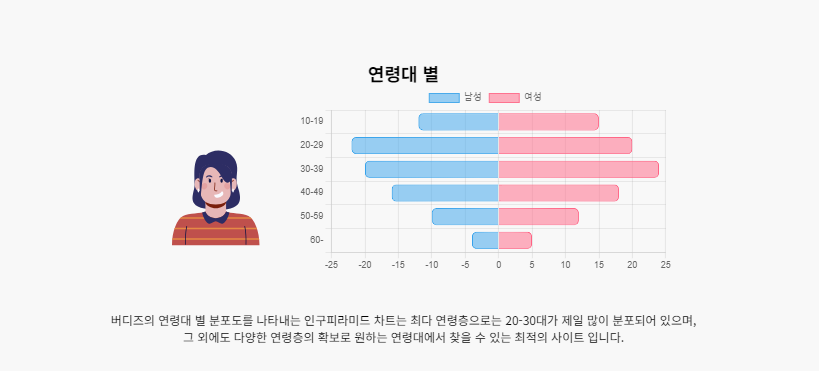 연령대 별
남성 여성
10-19
20-29
30-39
40-49
50-59
60-
-25 -20 -15 -10 -5 0 5 10 15 20 25
버디즈의 연령대 별 분포도를 나타내는 인구피라미드 차트는 최다 연령층으로는 20-30대가 제일 많이 분포되어 있으며,
그 외에도 다양한 연령층의 확보로 원하는 연령대에서 찾을 수 있는 최적의 사이트 입니다.